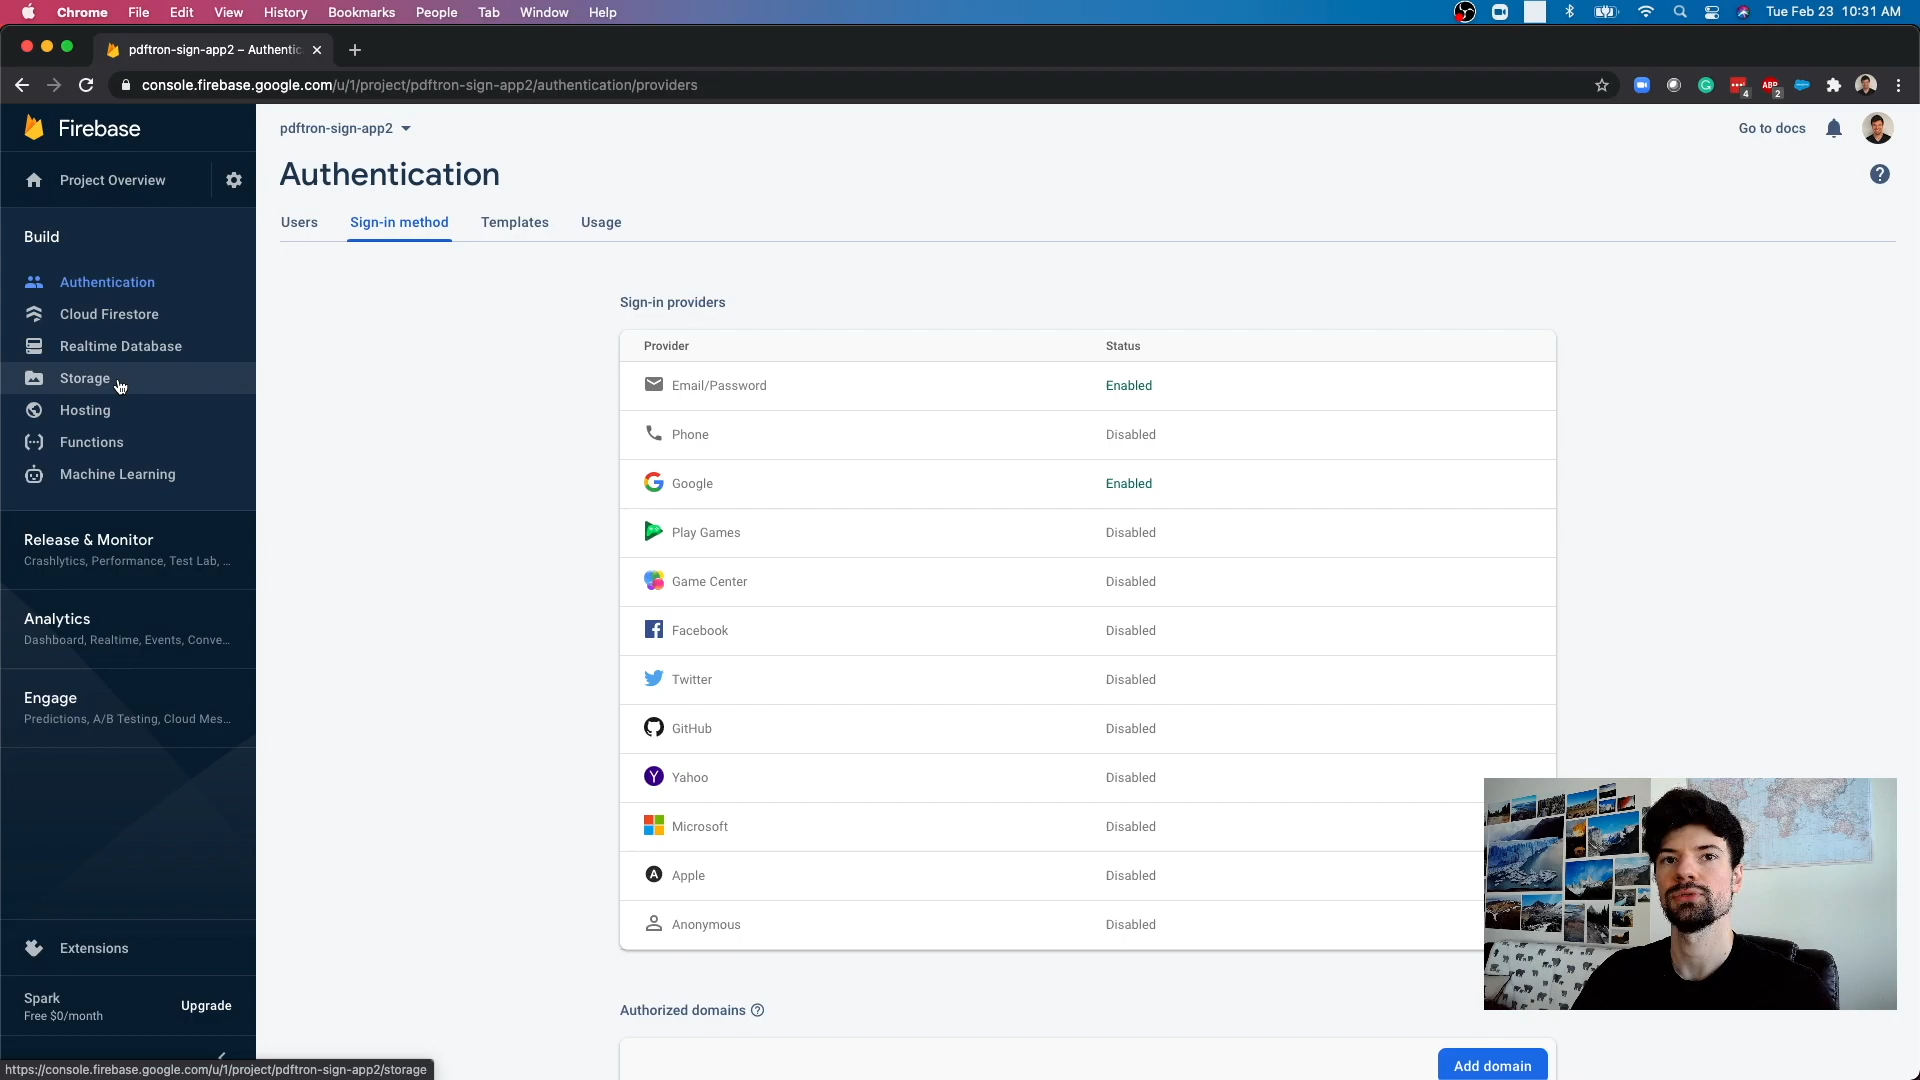 Chrome File Edit View History Bookmarks People Tab Window Help Tue Feb 23 10:31 AM
pdftron-sign-app2 – Authentic
console.firebase.google.com/u/1/project/pdftron-sign-app2/authentication/providers
4
ABP
2
Firebase
pdftron-sign-app2
Go to docs
Project Overview
Authentication
Users Sign-in method Templates Usage
Build
Authentication
Cloud Firestore
Realtime Database
Storage
Hosting
Functions
Machine Learning
Release & Monitor
Crashlytics, Performance, Test Lab, ...
Analytics
Dashboard, Realtime, Events, Conve...
Engage
Predictions, A/B Testing, Cloud Mes...
Extensions
Spark
Free $0/month
Upgrade
Sign-in providers
Provider Status
Email/Password Enabled
Phone Disabled
Google Enabled
Play Games Disabled
Game Center Disabled
Facebook Disabled
Twitter Disabled
GitHub Disabled
Yahoo Disabled
Microsoft Disabled
Apple Disabled
Anonymous Disabled
Authorized domains
Add domain
https://console.firebase.google.com/u/1/project/pdftron-sign-app2/storage